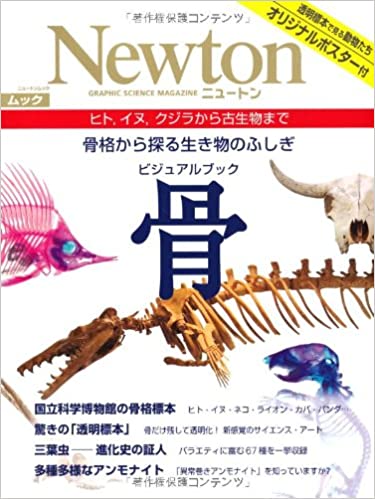 「著作権保護コンテンツ」
透明標本で見る動物たち
オリジナルポスター付
Newton
GRAPHIC SCIENCE MAGAZINE ニュートン
ニュートンムック
ムック
ヒト，イヌ，クジラから古生物まで
骨格から探る生き物のふしぎ
ビジュアルブック
骨
国立科学博物館の骨格標本 ヒト・イヌ・ネコ・ライオン・カバ・パンダ…
驚きの「透明標本」 骨だけ残して透明化！ 新感覚のサイエンス・アート
三葉虫──進化史の証人 バラエティに富む67種を一挙収録
多種多様なアンモナイト 「異常巻きアンモナイト」を知っていますか？
「著作権保護コンテンツ」